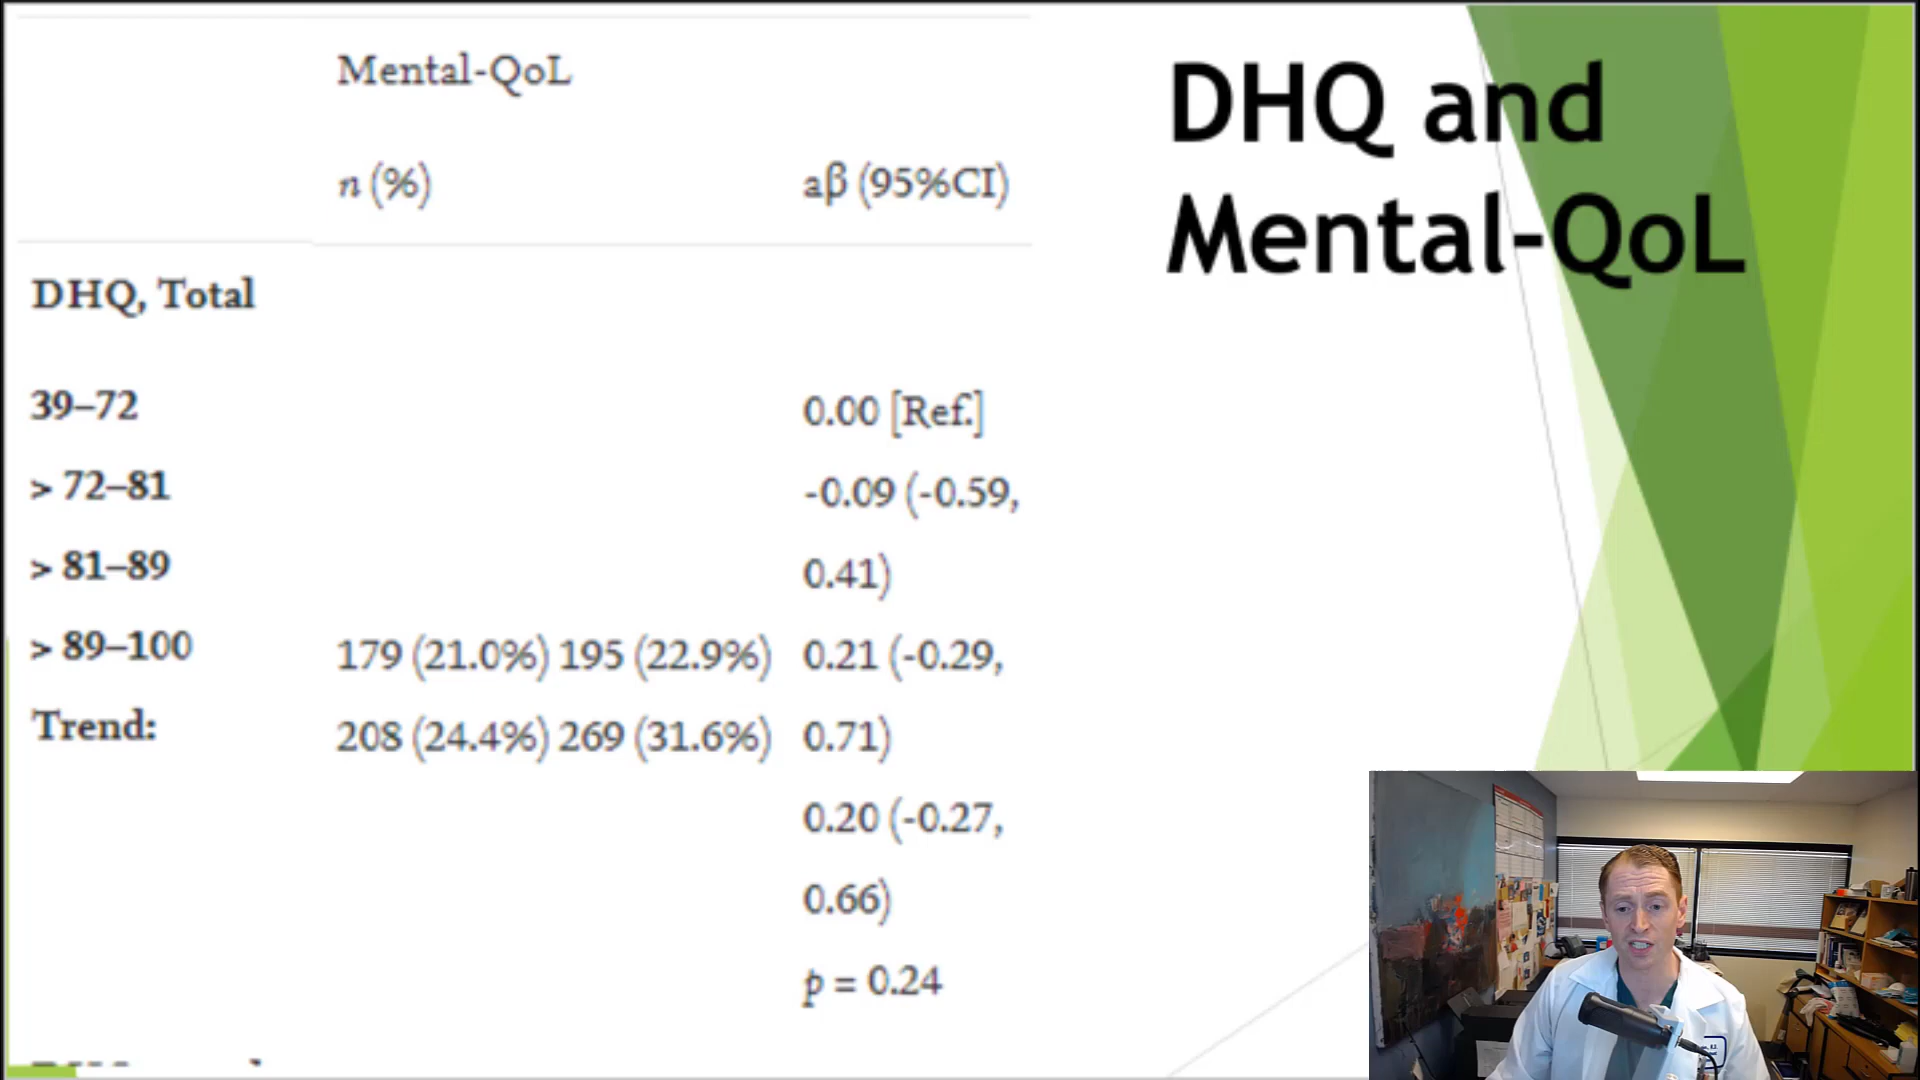 Mental-QoL
n (%)
aβ (95%CI)
DHQ, Total
39–72
0.00 [Ref.]
> 72–81
-0.09 (-0.59,
> 81–89
0.41)
> 89–100
179 (21.0%) 195 (22.9%)
0.21 (-0.29,
Trend:
208 (24.4%) 269 (31.6%)
0.71)
0.20 (-0.27,
0.66)
p = 0.24
DHQ and
Mental-QoL